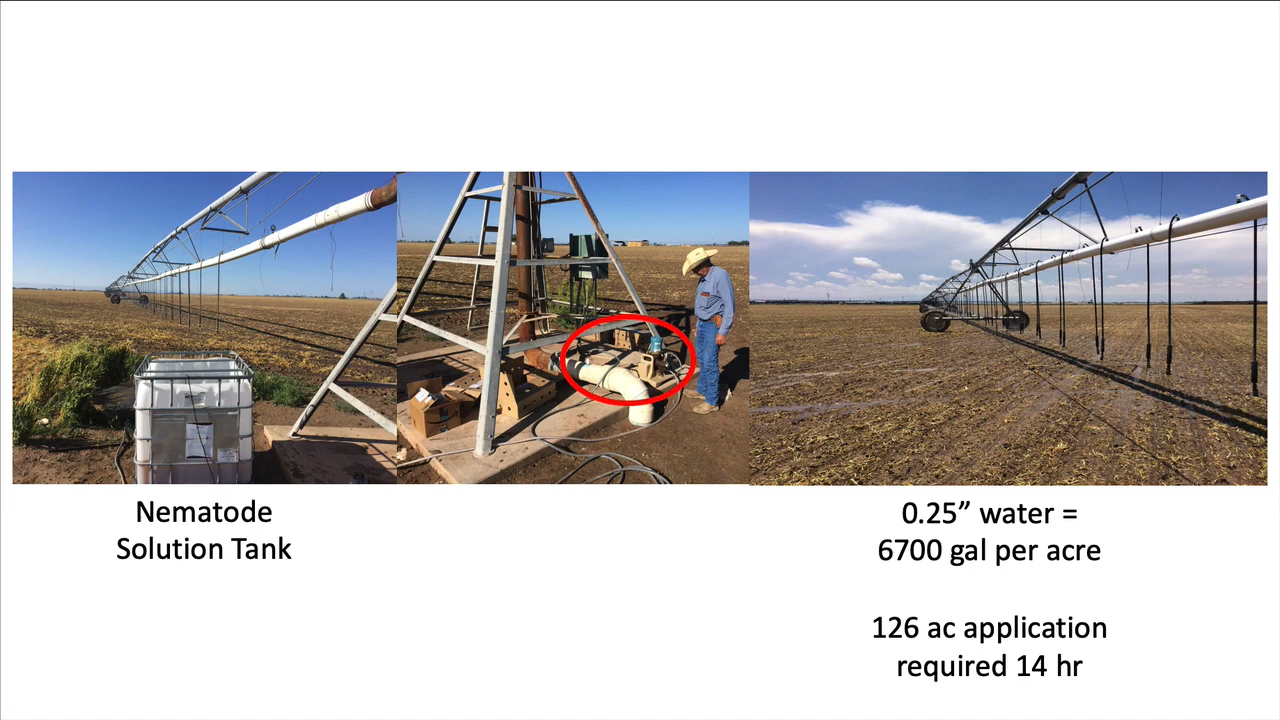 Nematode
Solution Tank
0.25” water =
6700 gal per acre
126 ac application
required 14 hr